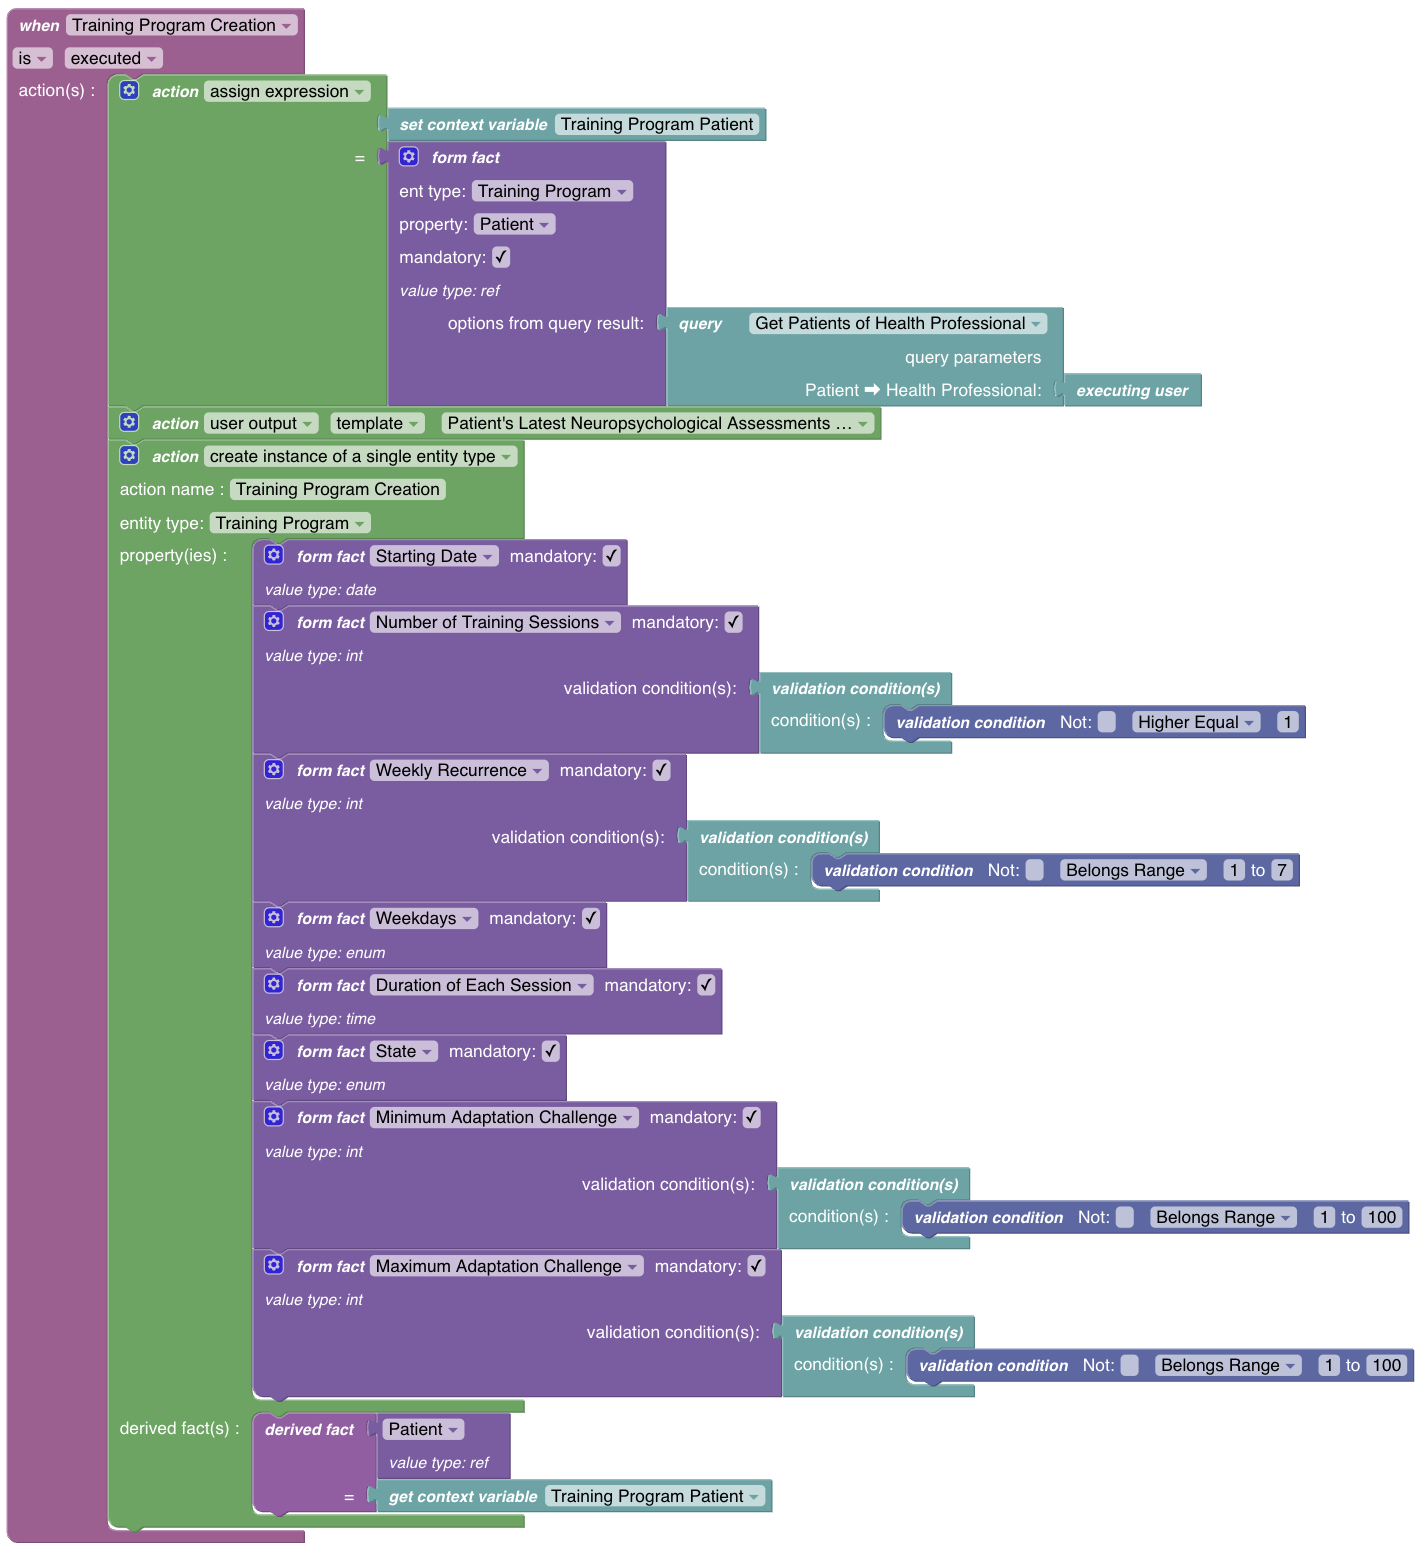 when Training Program Creation
is executed
action(s) : action assign expression
set context variable Training Program Patient
= form fact
ent type: Training Program
property: Patient
mandatory: ✓
value type: ref
options from query result: query Get Patients of Health Professional
query parameters
Patient ➡ Health Professional: executing user
action user output template Patient's Latest Neuropsychological Assessments ...
action create instance of a single entity type
action name : Training Program Creation
entity type: Training Program
property(ies) : form fact Starting Date mandatory: ✓
value type: date
form fact Number of Training Sessions mandatory: ✓
value type: int
validation condition(s): validation condition(s)
condition(s) : validation condition Not: Higher Equal 1
form fact Weekly Recurrence mandatory: ✓
value type: int
validation condition(s): validation condition(s)
condition(s) : validation condition Not: Belongs Range 1 to 7
form fact Weekdays mandatory: ✓
value type: enum
form fact Duration of Each Session mandatory: ✓
value type: time
form fact State mandatory: ✓
value type: enum
form fact Minimum Adaptation Challenge mandatory: ✓
value type: int
validation condition(s): validation condition(s)
condition(s) : validation condition Not: Belongs Range 1 to 100
form fact Maximum Adaptation Challenge mandatory: ✓
value type: int
validation condition(s): validation condition(s)
condition(s) : validation condition Not: Belongs Range 1 to 100
derived fact(s) : derived fact Patient
value type: ref
= get context variable Training Program Patient